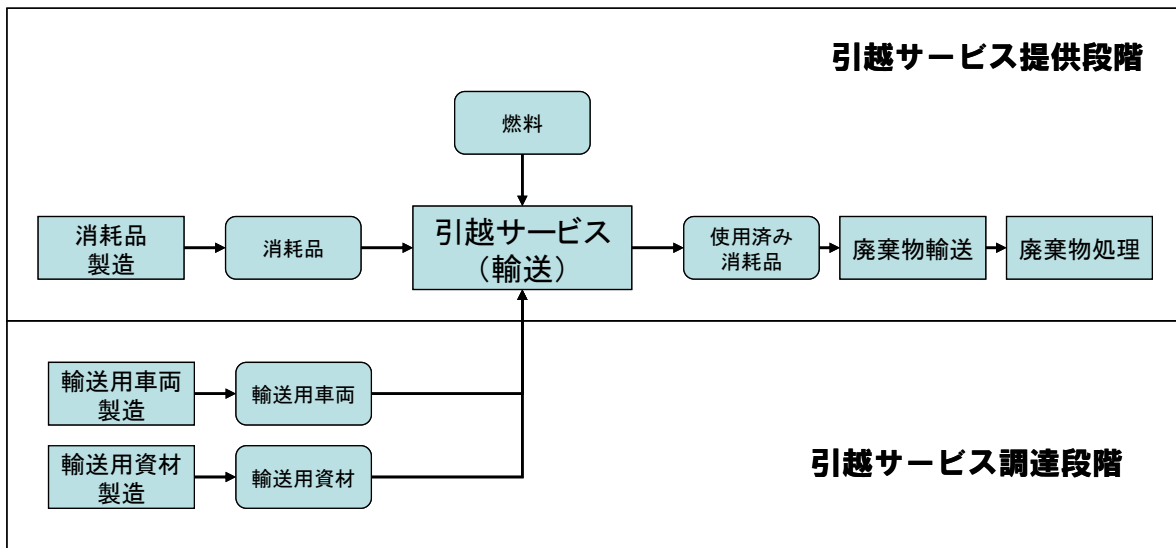 引越サービス提供段階
燃料
消耗品
製造
消耗品
引越サービス
（輸送）
使用済み
消耗品
廃棄物輸送
廃棄物処理
輸送用車両
製造
輸送用車両
輸送用資材
製造
輸送用資材
引越サービス調達段階